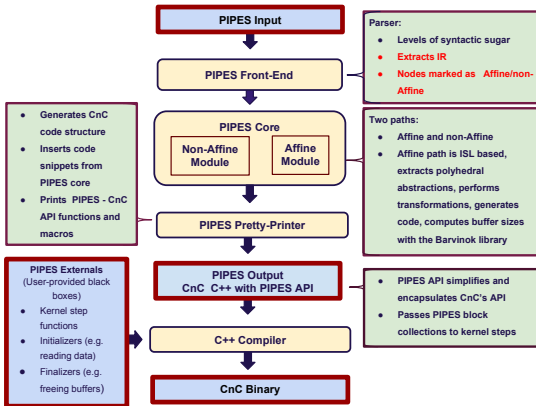 PIPES Input
Parser:
● Levels of syntactic sugar
● Extracts IR
● Nodes marked as Affine/non-
Affine
PIPES Front-End
● Generates CnC
code structure
● Inserts code
snippets from
PIPES core
● Prints PIPES - CnC
API functions and
macros
PIPES Core
Non-Affine
Module
Affine
Module
Two paths:
● Affine and non-Affine
● Affine path is ISL based,
extracts polyhedral
abstractions, performs
transformations, generates
code, computes buffer sizes
with the Barvinok library
PIPES Pretty-Printer
PIPES Externals
(User-provided black
boxes)
● Kernel step
functions
● Initializers (e.g.
reading data)
● Finalizers (e.g.
freeing buffers)
PIPES Output
CnC C++ with PIPES API
● PIPES API simplifies and
encapsulates CnC's API
● Passes PIPES block
collections to kernel steps
C++ Compiler
CnC Binary